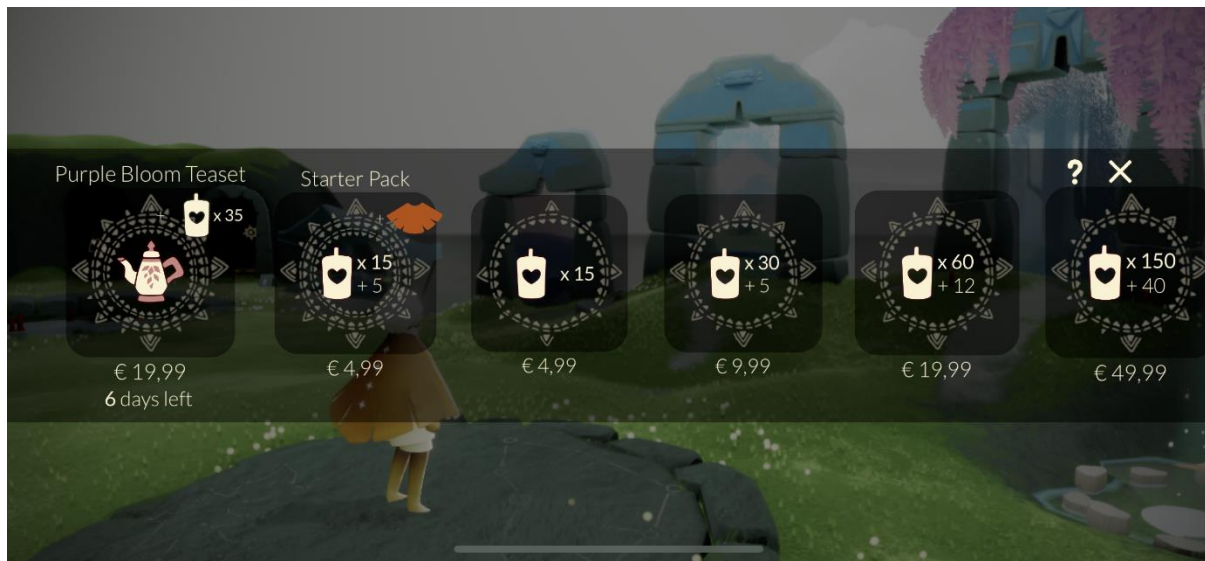 Purple Bloom Teaset
x 35
€ 19,99
6 days left
Starter Pack
x 15
+ 5
€ 4,99
x 15
€ 4,99
x 30
+ 5
€ 9,99
x 60
+ 12
€ 19,99
? ×
x 150
+ 40
€ 49,99